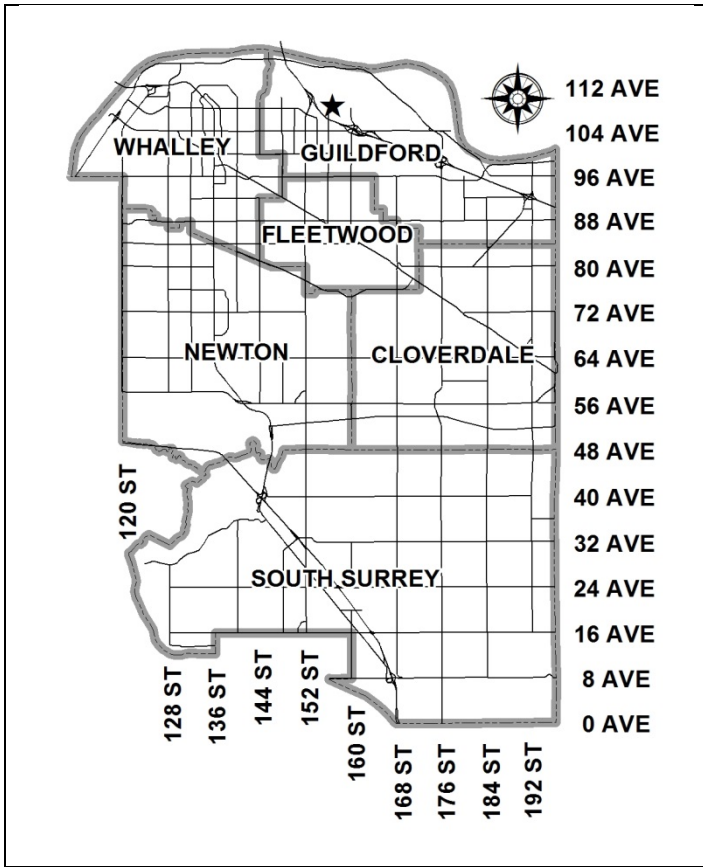 112 AVE
104 AVE
WHALLEY
GUILDFORD
96 AVE
88 AVE
FLEETWOOD
80 AVE
72 AVE
NEWTON
CLOVERDALE
64 AVE
56 AVE
48 AVE
120 ST
40 AVE
32 AVE
SOUTH SURREY
24 AVE
16 AVE
8 AVE
0 AVE
128 ST
136 ST
144 ST
152 ST
160 ST
168 ST
176 ST
184 ST
192 ST